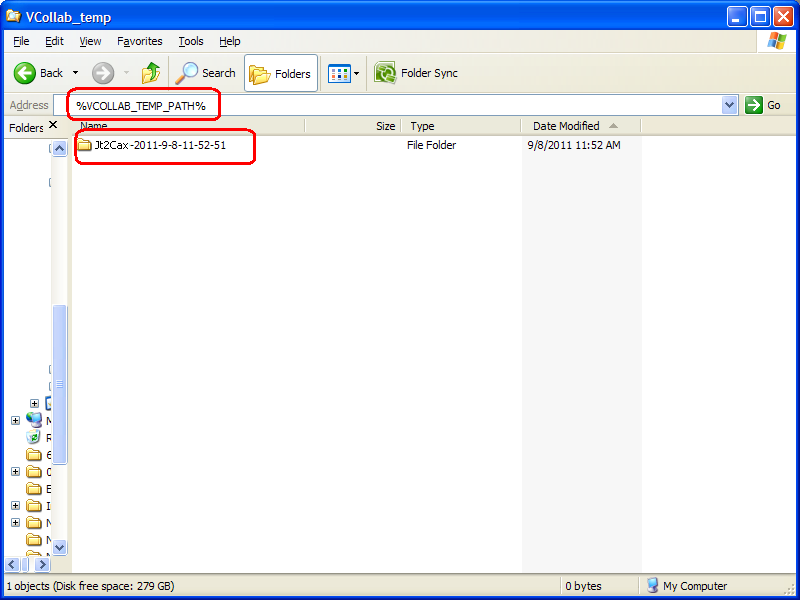 VCollab_temp
File Edit View Favorites Tools Help
Back Search Folders Folder Sync
Address %VCOLLAB_TEMP_PATH% Go
Folders Name Size Type Date Modified
Jt2Cax-2011-9-8-11-52-51 File Folder 9/8/2011 11:52 AM
1 objects (Disk free space: 279 GB) 0 bytes My Computer